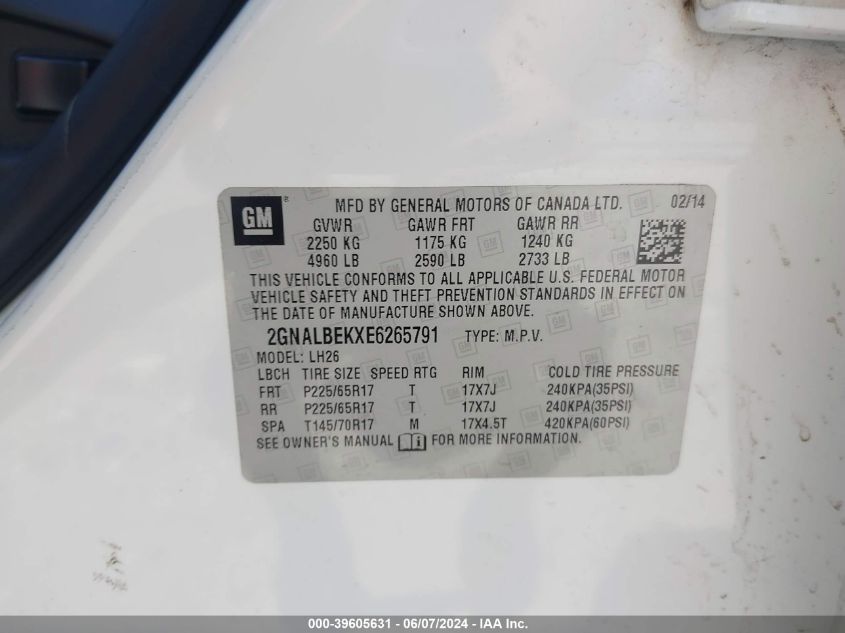 GM ®
MFD BY GENERAL MOTORS OF CANADA LTD. 02/14
GVWR GAWR FRT GAWR RR
2250 KG 1175 KG 1240 KG
4960 LB 2590 LB 2733 LB
THIS VEHICLE CONFORMS TO ALL APPLICABLE U.S. FEDERAL MOTOR
VEHICLE SAFETY AND THEFT PREVENTION STANDARDS IN EFFECT ON
THE DATE OF MANUFACTURE SHOWN ABOVE.
2GNALBEKXE6265791 TYPE: M.P.V.
MODEL: LH26
LBCH TIRE SIZE SPEED RTG RIM COLD TIRE PRESSURE
FRT P225/65R17 T 17X7J 240KPA(35PSI)
RR P225/65R17 T 17X7J 240KPA(35PSI)
SPA T145/70R17 M 17X4.5T 420KPA(60PSI)
SEE OWNER'S MANUAL i FOR MORE INFORMATION.
000-39605631 - 06/07/2024 - IAA Inc.